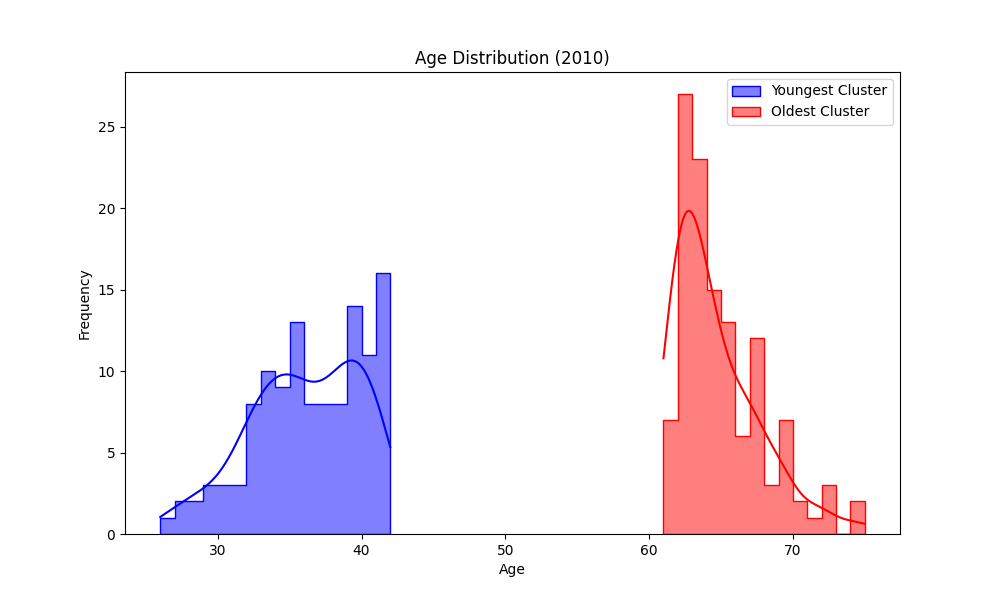 Age Distribution (2010)
Youngest Cluster
Oldest Cluster
Frequency
25
20
15
10
5
0
30 40 50 60 70
Age